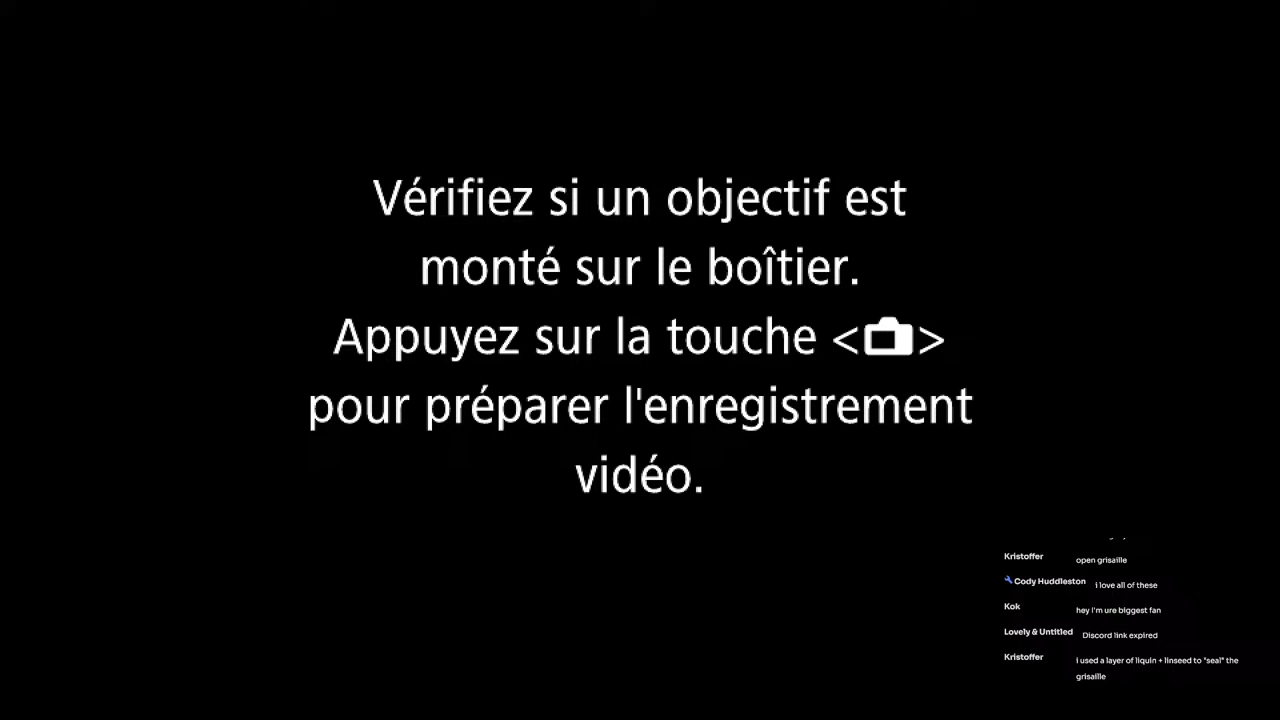 Vérifiez si un objectif est
monté sur le boîtier.
Appuyez sur la touche < >
pour préparer l'enregistrement
vidéo.
Kristoffer open grisaille
Cody Huddleston i love all of these
Kok hey I'm ure biggest fan
Lovely & Untitled Discord link expired
Kristoffer i used a layer of liquin + linseed to "seal" the
grisaille